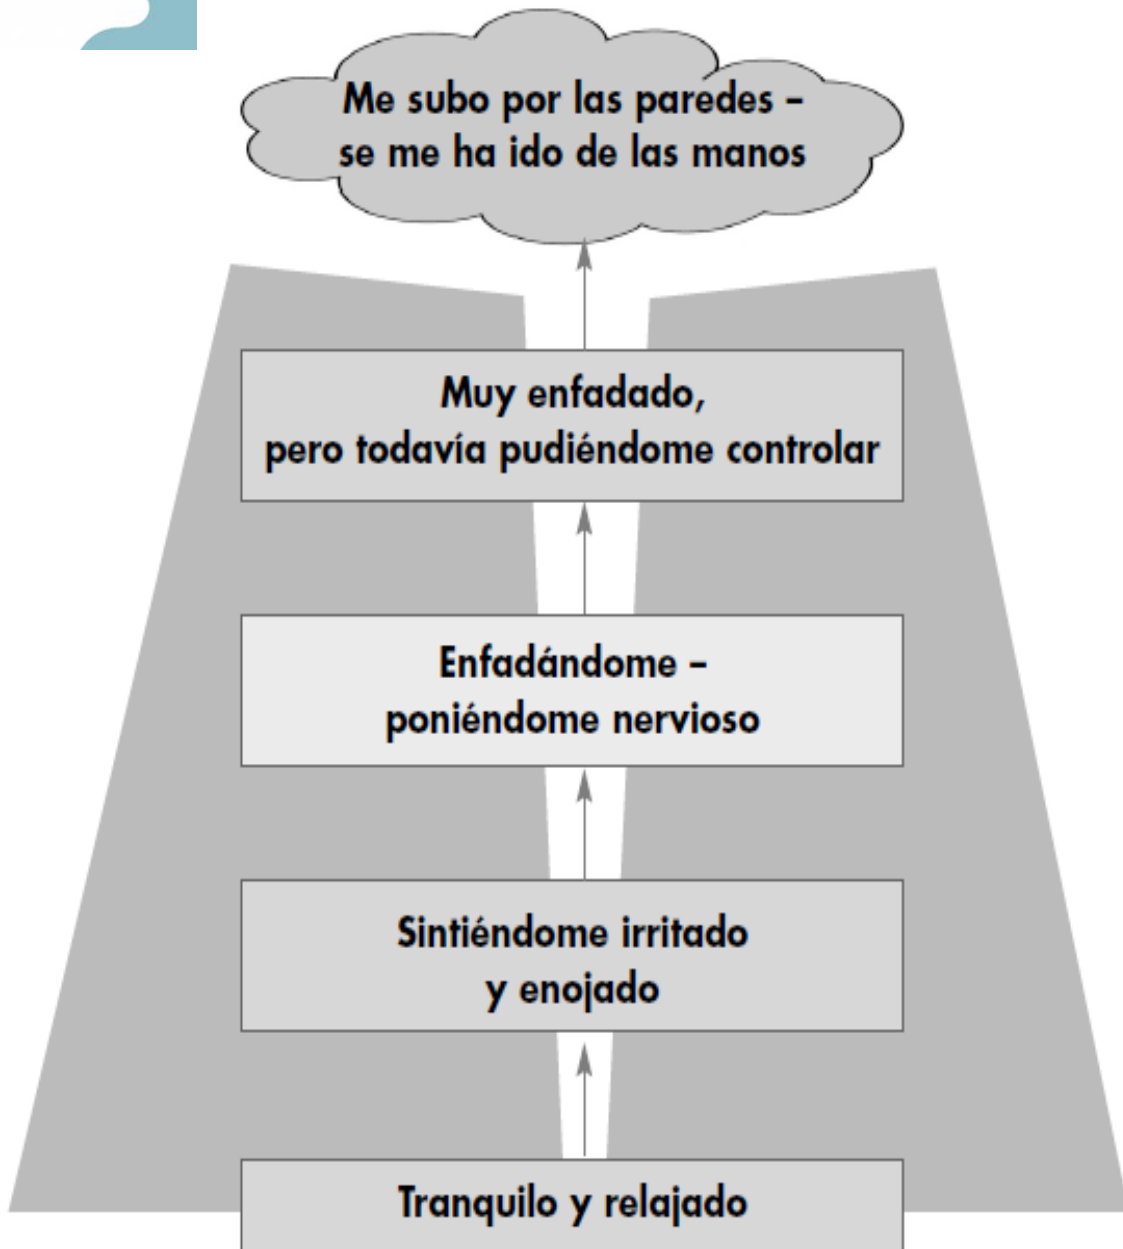 Me subo por las paredes –
se me ha ido de las manos
Muy enfadado,
pero todavía pudiéndome controlar
Enfadándome –
poniéndome nervioso
Sintiéndome irritado
y enojado
Tranquilo y relajado